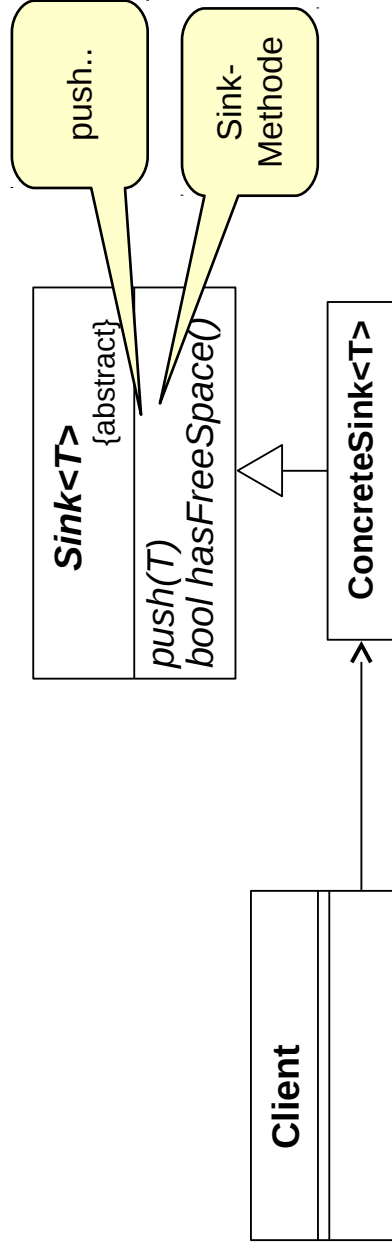 Sink<T>
{abstract}
push(T)
bool hasFreeSpace()
push..
Sink-
Methode
Client
ConcreteSink<T>